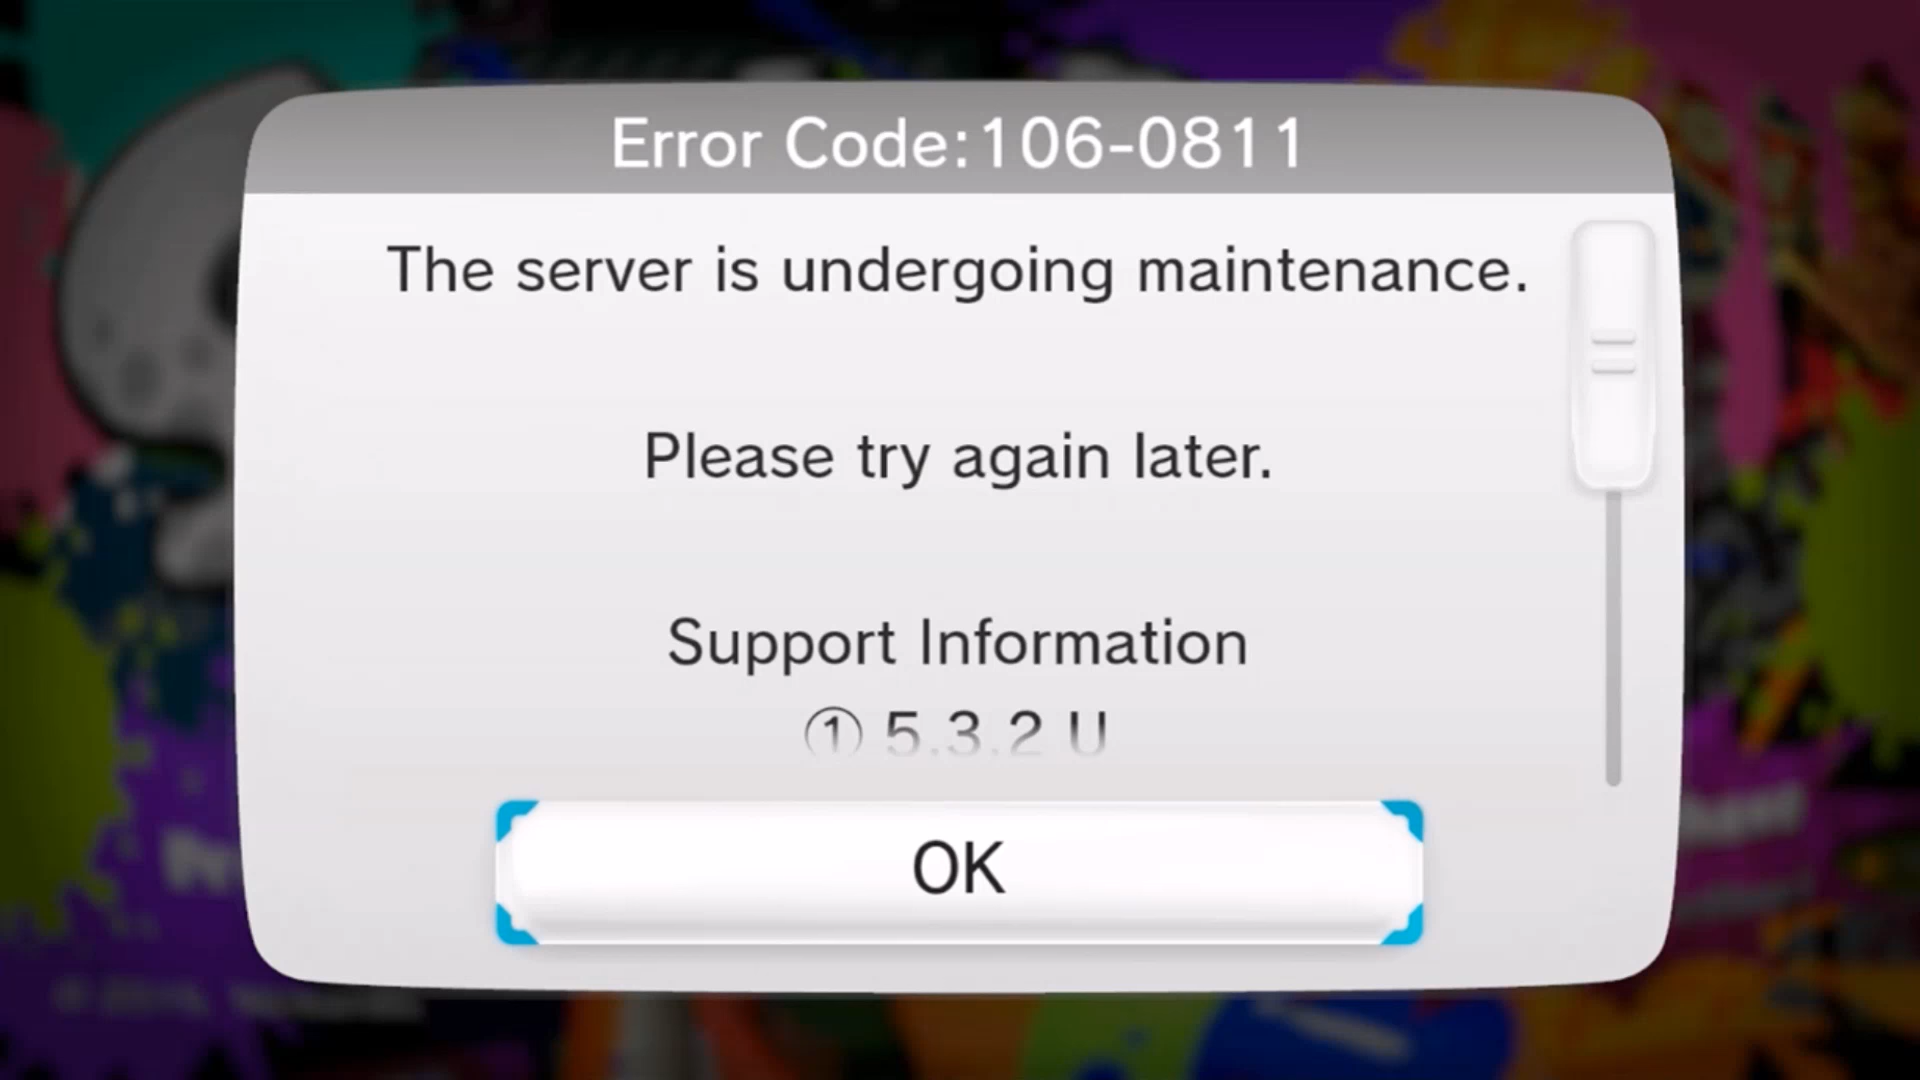 Error Code:106-0811
The server is undergoing maintenance.
Please try again later.
Support Information
① 5.3.2 U
OK